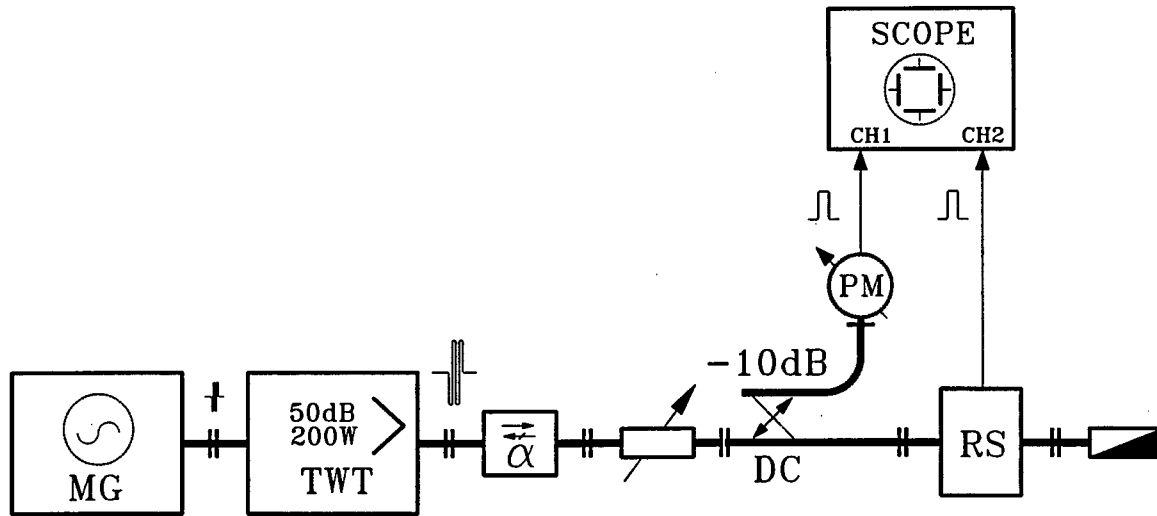 SCOPE
CH1 CH2
PM
-10dB
50dB
200W
α
MG
TWT
DC
RS